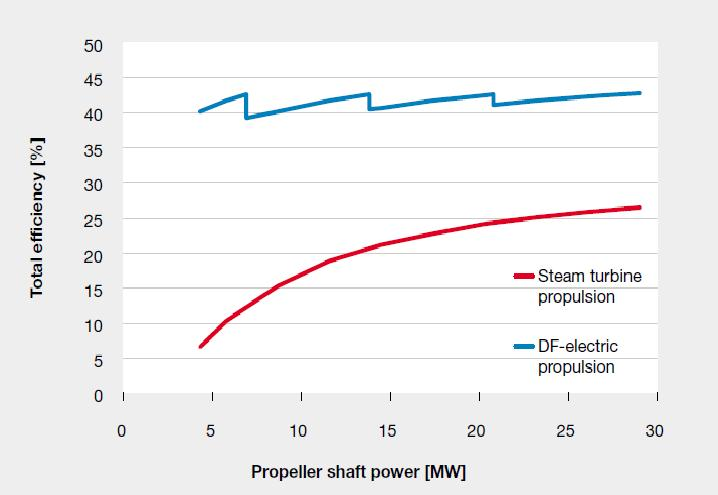 50
45
40
35
30
25
20
15
10
5
0
Total efficiency [%]
Steam turbine
propulsion
DF-electric
propulsion
0 5 10 15 20 25 30
Propeller shaft power [MW]